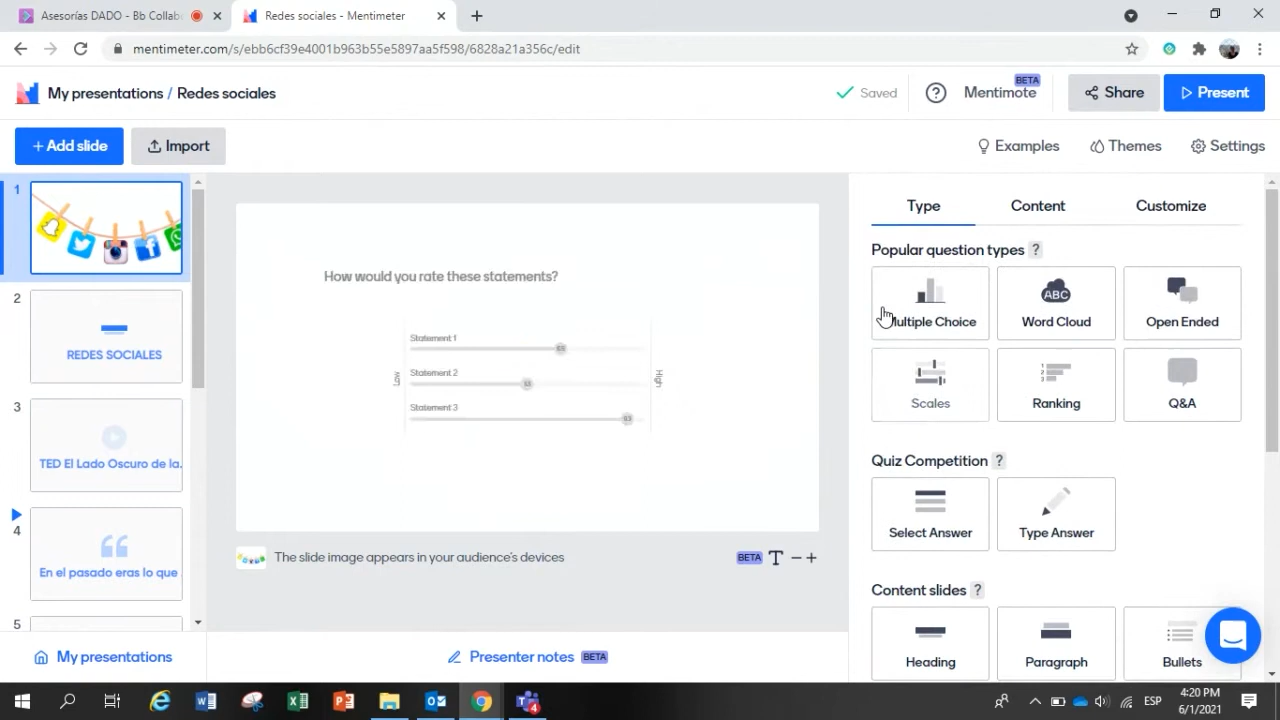 Asesorías DADO - Bb Collab
Redes sociales - Mentimeter
mentimeter.com/s/ebb6cf39e4001b963b55e5897aa5f598/6828a21a356c/edit
My presentations / Redes sociales
Saved
?
Mentimote
BETA
Share
Present
+ Add slide
Import
Examples
Themes
Settings
1
2
REDES SOCIALES
3
TED El Lado Oscuro de la.
4
En el pasado eras lo que
5
My presentations
How would you rate these statements?
Statement 1
Statement 2
Statement 3
Low
High
The slide image appears in your audience's devices
BETA
T
Presenter notes BETA
Type
Content
Customize
Popular question types ?
Multiple Choice
ABC
Word Cloud
Open Ended
Scales
1
2
3
Ranking
Q&A
Quiz Competition ?
Select Answer
Type Answer
Content slides ?
Heading
Paragraph
Bullets
4
ESP
4:20 PM
6/1/2021